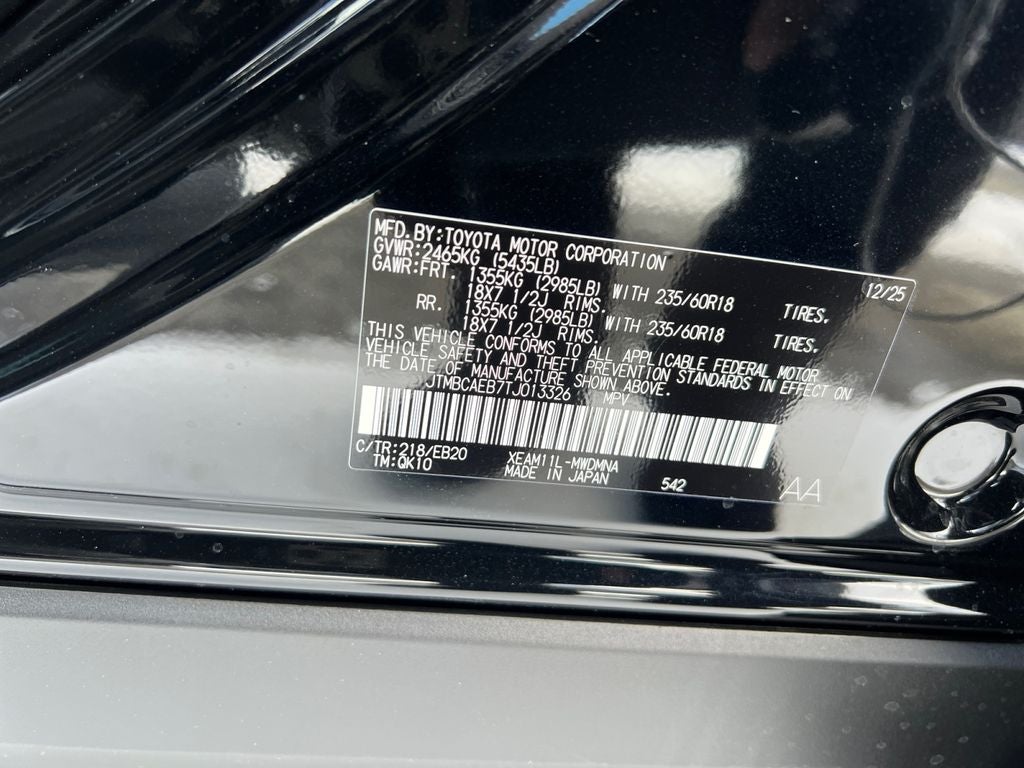 MFD. BY: TOYOTA MOTOR CORPORATION 12/25
GVWR: 2465KG (5435LB)
GAWR: FRT. 1355KG (2985LB) WITH 235/60R18 TIRES,
18X7 1/2J RIMS.
RR. 1355KG (2985LB) WITH 235/60R18 TIRES,
18X7 1/2J RIMS.
THIS VEHICLE CONFORMS TO ALL APPLICABLE FEDERAL MOTOR
VEHICLE SAFETY AND THEFT PREVENTION STANDARDS IN EFFECT ON
THE DATE OF MANUFACTURE SHOWN ABOVE.
JTMBCAEB7TJ013326 MPV
C/TR: 218/EB20 XEAM11L-MWDMNA
TM: QK10 MADE IN JAPAN 542 AA